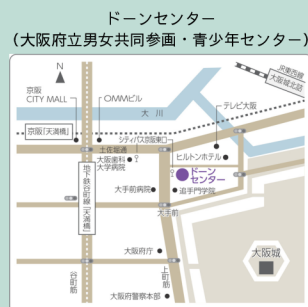 ドーンセンター
(大阪府立男女共同参画・青少年センター)
N
JR東西線
大阪城北詰
京阪
CITY MALL
OMMビル
テレビ大阪
大川
京阪「天満橋」
シティバス京阪東口
土佐堀通
ヒルトンホテル
大阪歯科
大学病院
地下鉄谷町線「天満橋」
ドーン
センター
大手前病院
追手門学院
大手前
大阪府庁
上町筋
大阪城
谷町筋
大阪府警察本部